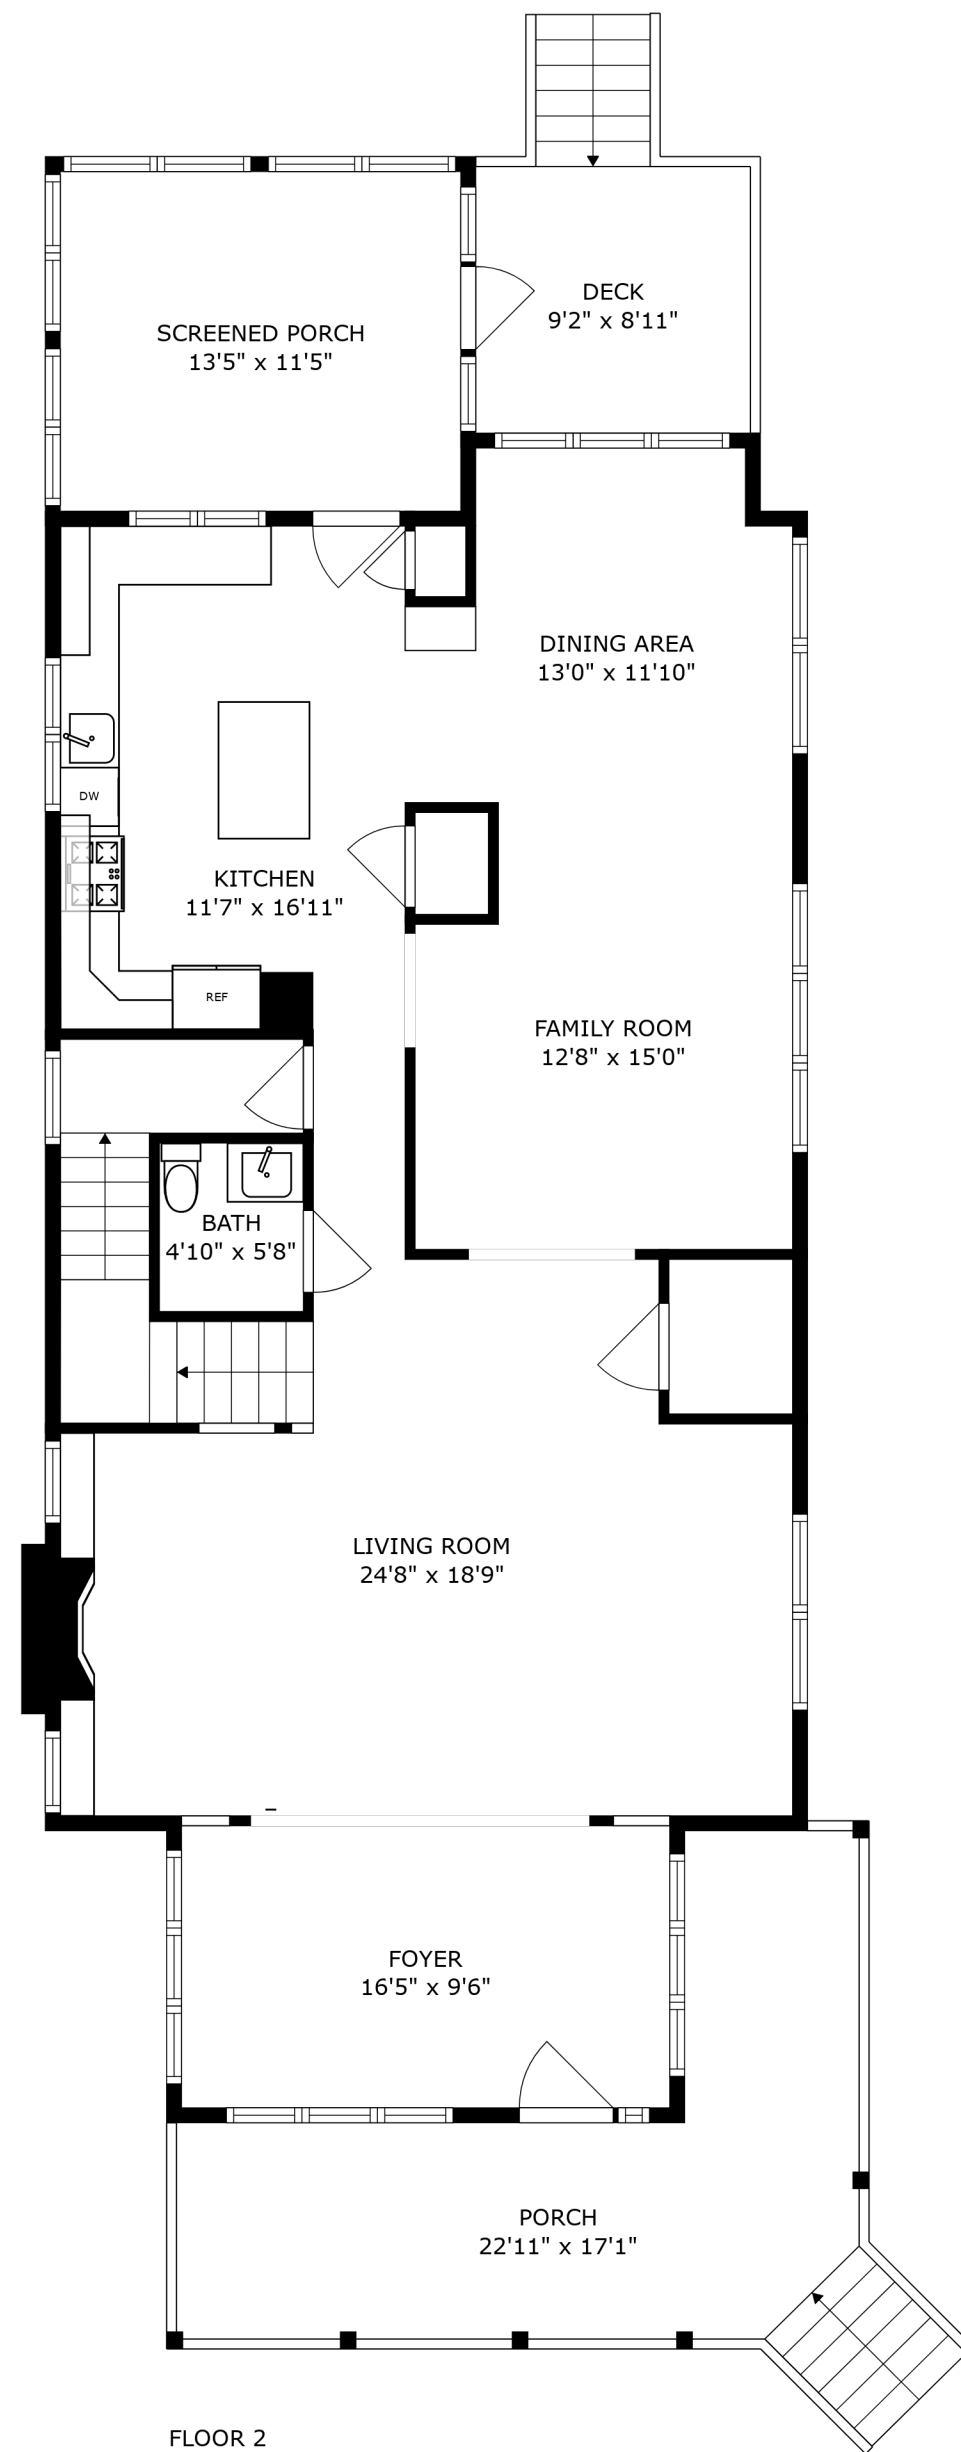 DECK
9'2" x 8'11"
SCREENED PORCH
13'5" x 11'5"
DINING AREA
13'0" x 11'10"
DW
KITCHEN
11'7" x 16'11"
REF
FAMILY ROOM
12'8" x 15'0"
BATH
4'10" x 5'8"
LIVING ROOM
24'8" x 18'9"
FOYER
16'5" x 9'6"
PORCH
22'11" x 17'1"
FLOOR 2